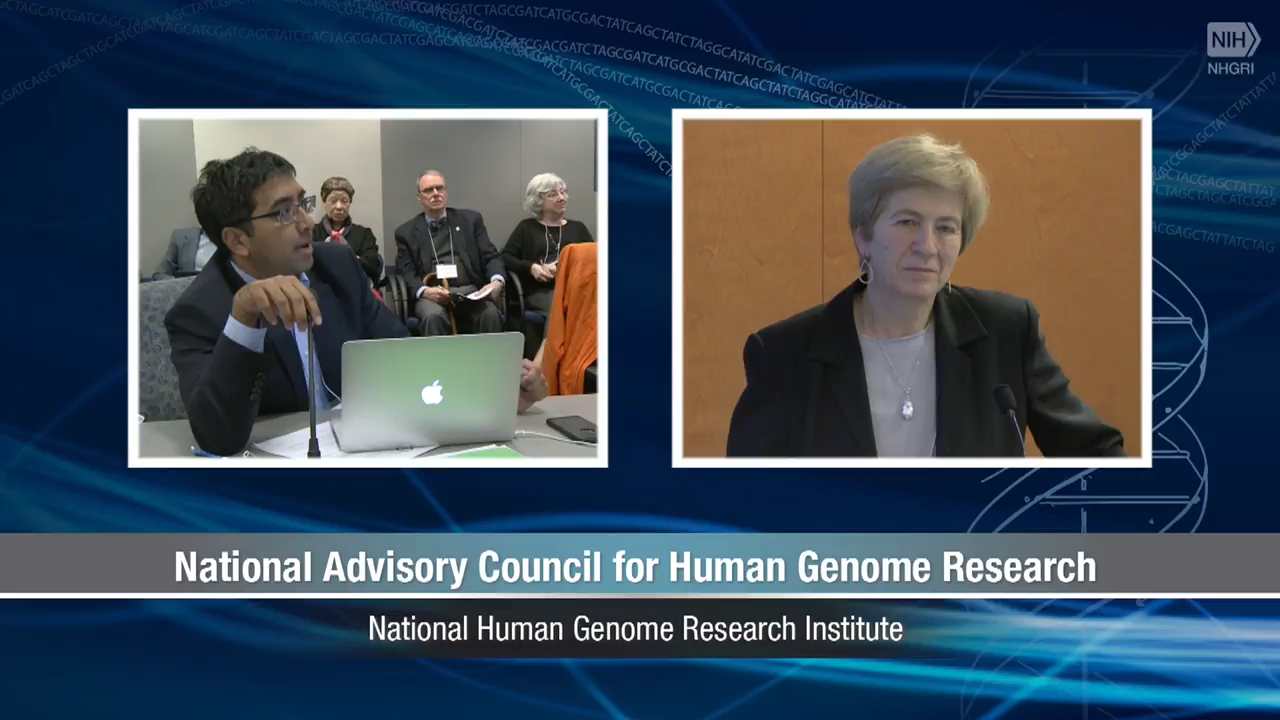 NIH
NHGRI
National Advisory Council for Human Genome Research
National Human Genome Research Institute